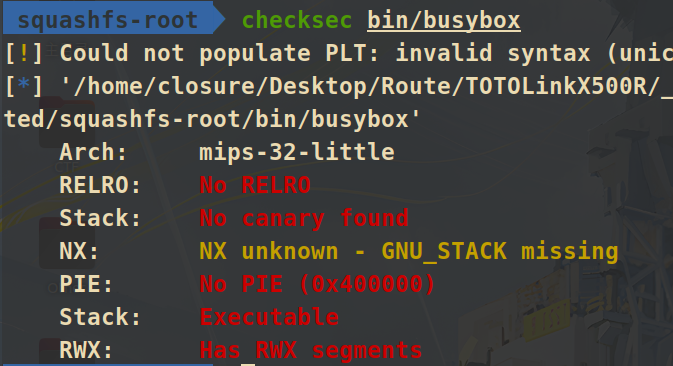 squashfs-root checksec bin/busybox
[!] Could not populate PLT: invalid syntax (unic
[*] '/home/closure/Desktop/Route/TOTOLinkX500R/_
ted/squashfs-root/bin/busybox'
Arch: mips-32-little
RELRO: No RELRO
Stack: No canary found
NX: NX unknown - GNU_STACK missing
PIE: No PIE (0x400000)
Stack: Executable
RWX: Has RWX segments